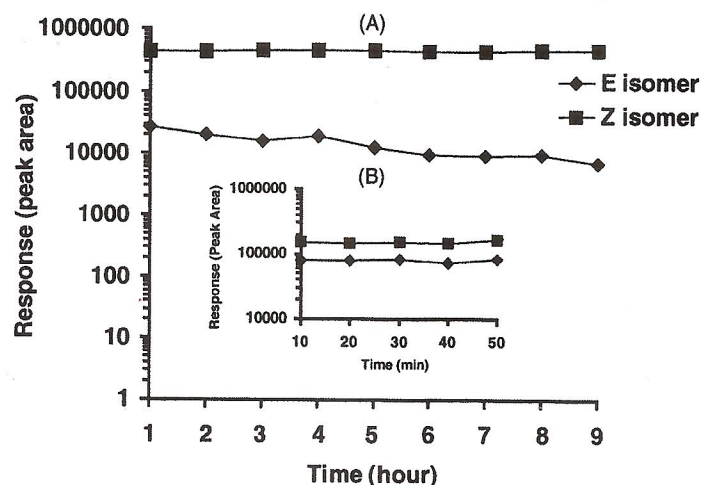 (A)
1000000
100000
10000
1000
100
10
1
Response (peak area)
1 2 3 4 5 6 7 8 9
Time (hour)
E isomer
Z isomer
(B)
1000000
100000
10000
Response (Peak Area)
10 20 30 40 50
Time (min)